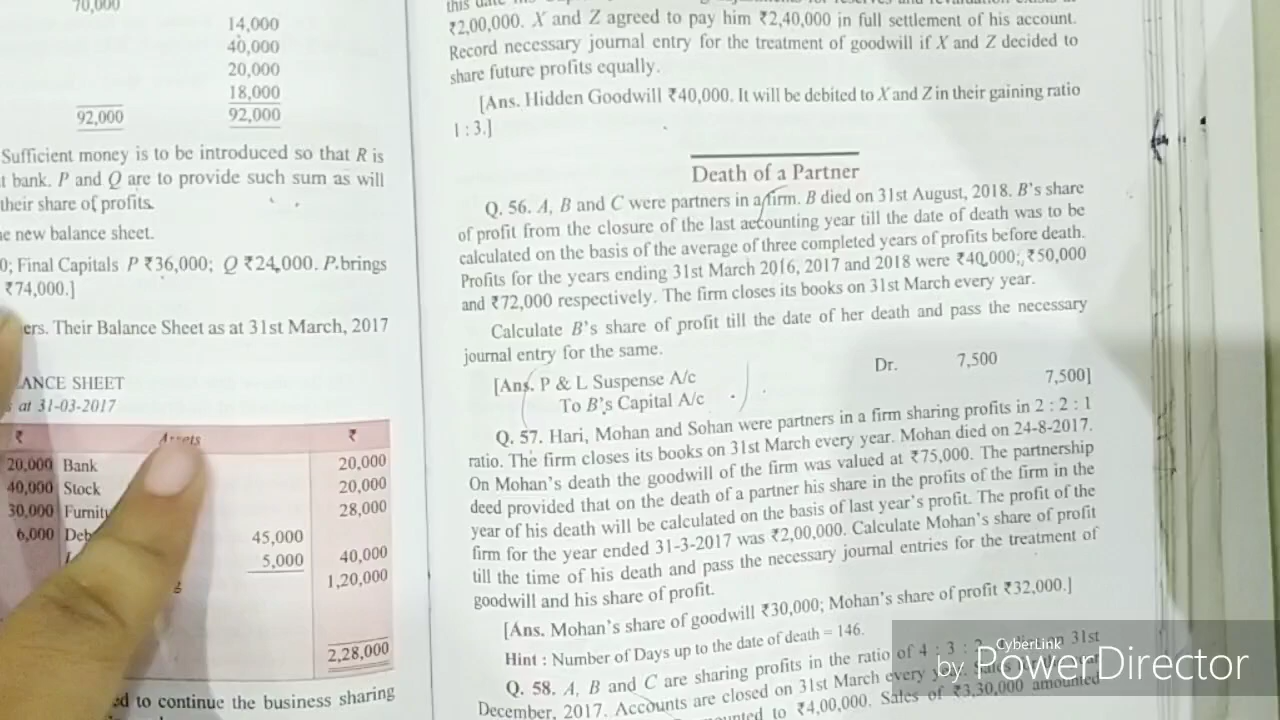 70,000
14,000
40,000
20,000
18,000
92,000 92,000
Sufficient money is to be introduced so that R is
t bank. P and Q are to provide such sum as will
their share of profits.
e new balance sheet.
0; Final Capitals P ₹36,000; Q ₹24,000. P brings
₹74,000.]
ers. Their Balance Sheet as at 31st March, 2017
LANCE SHEET
at 31-03-2017
₹ Assets ₹
20,000 Bank 20,000
40,000 Stock 20,000
30,000 Furnitu 28,000
6,000 Deb 45,000
5,000 40,000
1,20,000
2,28,000
ed to continue the business sharing
₹2,00,000. X and Z agreed to pay him ₹2,40,000 in full settlement of his account.
Record necessary journal entry for the treatment of goodwill if X and Z decided to
share future profits equally.
[Ans. Hidden Goodwill ₹40,000. It will be debited to X and Z in their gaining ratio
1 : 3.]
Death of a Partner
Q. 56. A, B and C were partners in a firm. B died on 31st August, 2018. B's share
of profit from the closure of the last accounting year till the date of death was to be
calculated on the basis of the average of three completed years of profits before death.
Profits for the years ending 31st March 2016, 2017 and 2018 were ₹40,000; ₹50,000
and ₹72,000 respectively. The firm closes its books on 31st March every year.
Calculate B's share of profit till the date of her death and pass the necessary
journal entry for the same.
[Ans. P & L Suspense A/c Dr. 7,500
To B's Capital A/c 7,500]
Q. 57. Hari, Mohan and Sohan were partners in a firm sharing profits in 2 : 2 : 1
ratio. The firm closes its books on 31st March every year. Mohan died on 24-8-2017.
On Mohan's death the goodwill of the firm was valued at ₹75,000. The partnership
deed provided that on the death of a partner his share in the profits of the firm in the
year of his death will be calculated on the basis of last year's profit. The profit of the
firm for the year ended 31-3-2017 was ₹2,00,000. Calculate Mohan's share of profit
till the time of his death and pass the necessary journal entries for the treatment of
goodwill and his share of profit.
[Ans. Mohan's share of goodwill ₹30,000; Mohan's share of profit ₹32,000.]
Hint : Number of Days up to the date of death = 146.
Q. 58. A, B and C are sharing profits in the ratio of 4 : 3 : 31st
December, 2017. Accounts are closed on 31st March every
to ₹4,00,000. Sales of ₹3,30,000 amounted
CyberLink
by PowerDirector